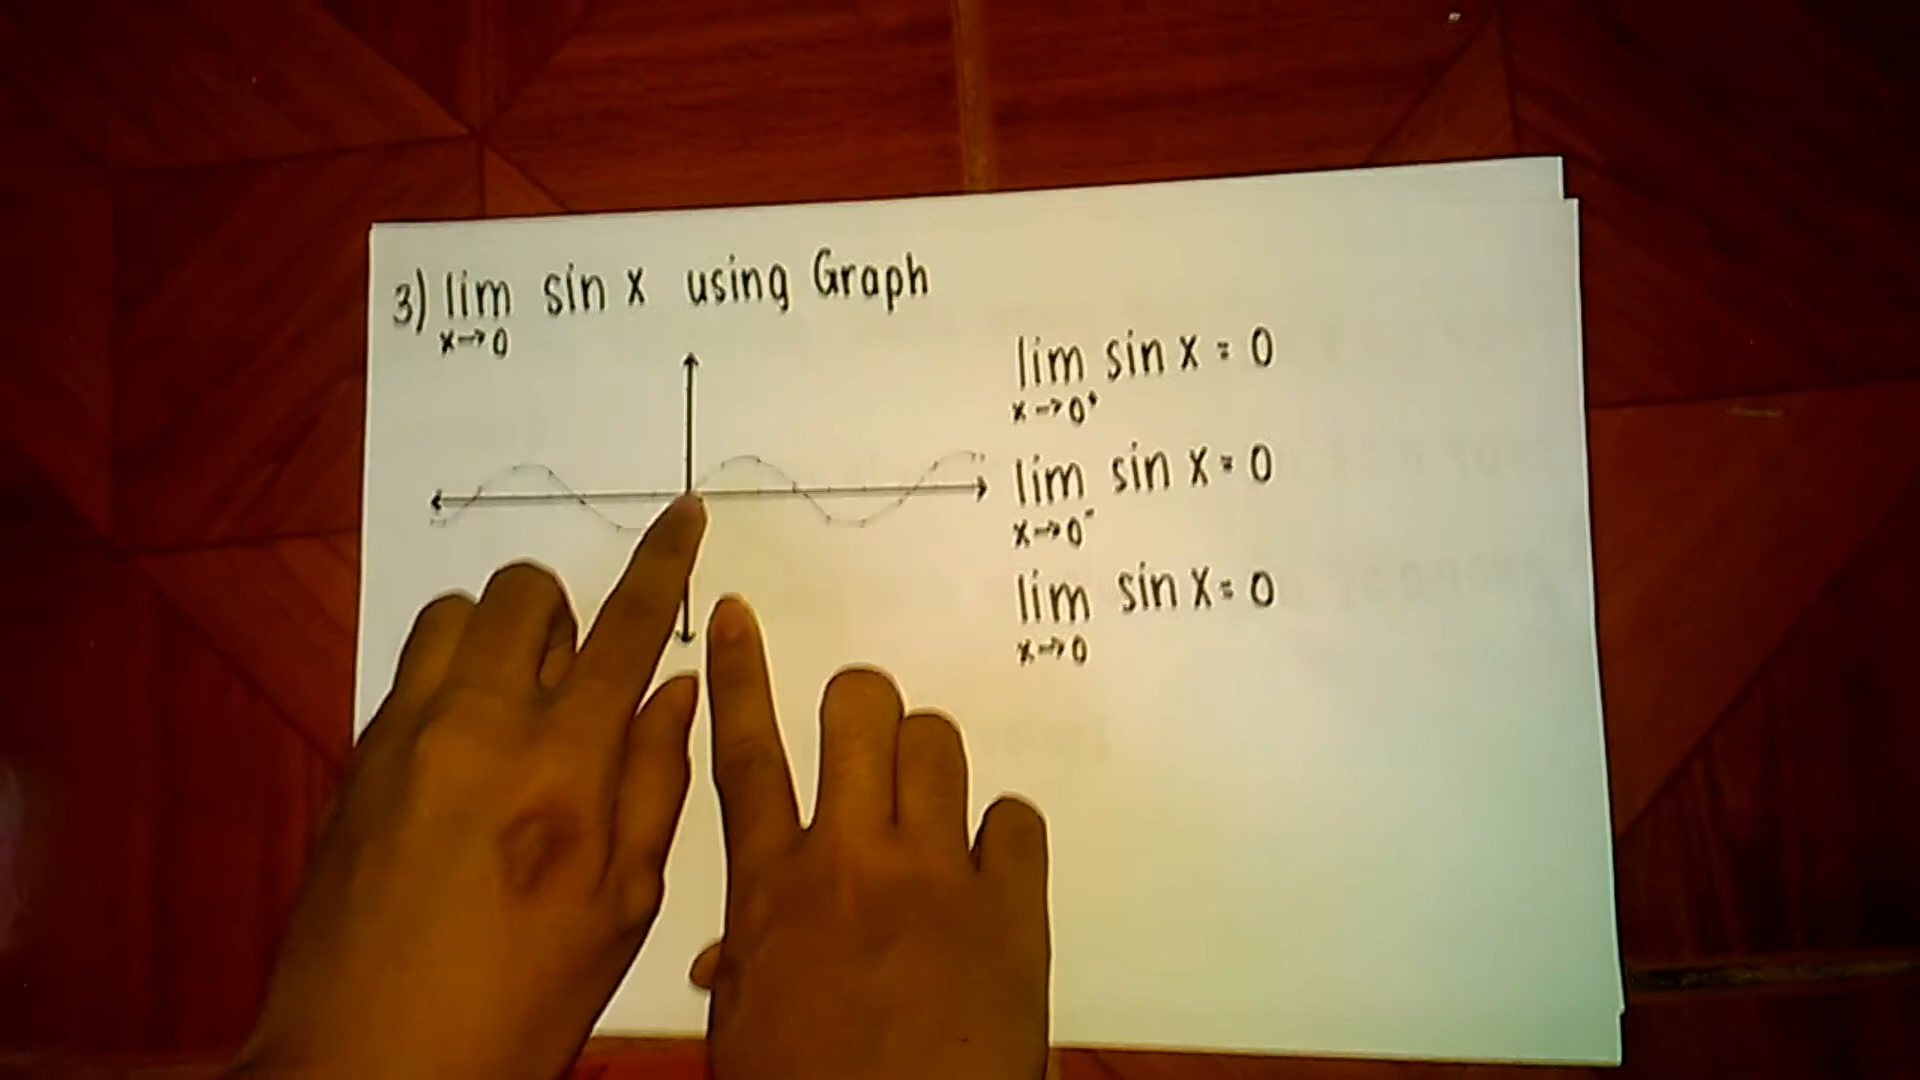 3) lim sin x using Graph
x→0
lim sin x = 0
x→0⁺
lim sin x = 0
x→0⁻
lim sin x = 0
x→0